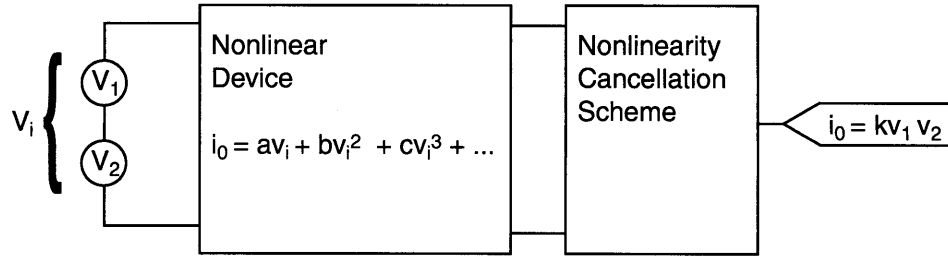 Nonlinear
Device
i₀ = avᵢ + bvᵢ² + cvᵢ³ + ...
Nonlinearity
Cancellation
Scheme
Vᵢ
V₁
V₂
i₀ = kv₁ v₂